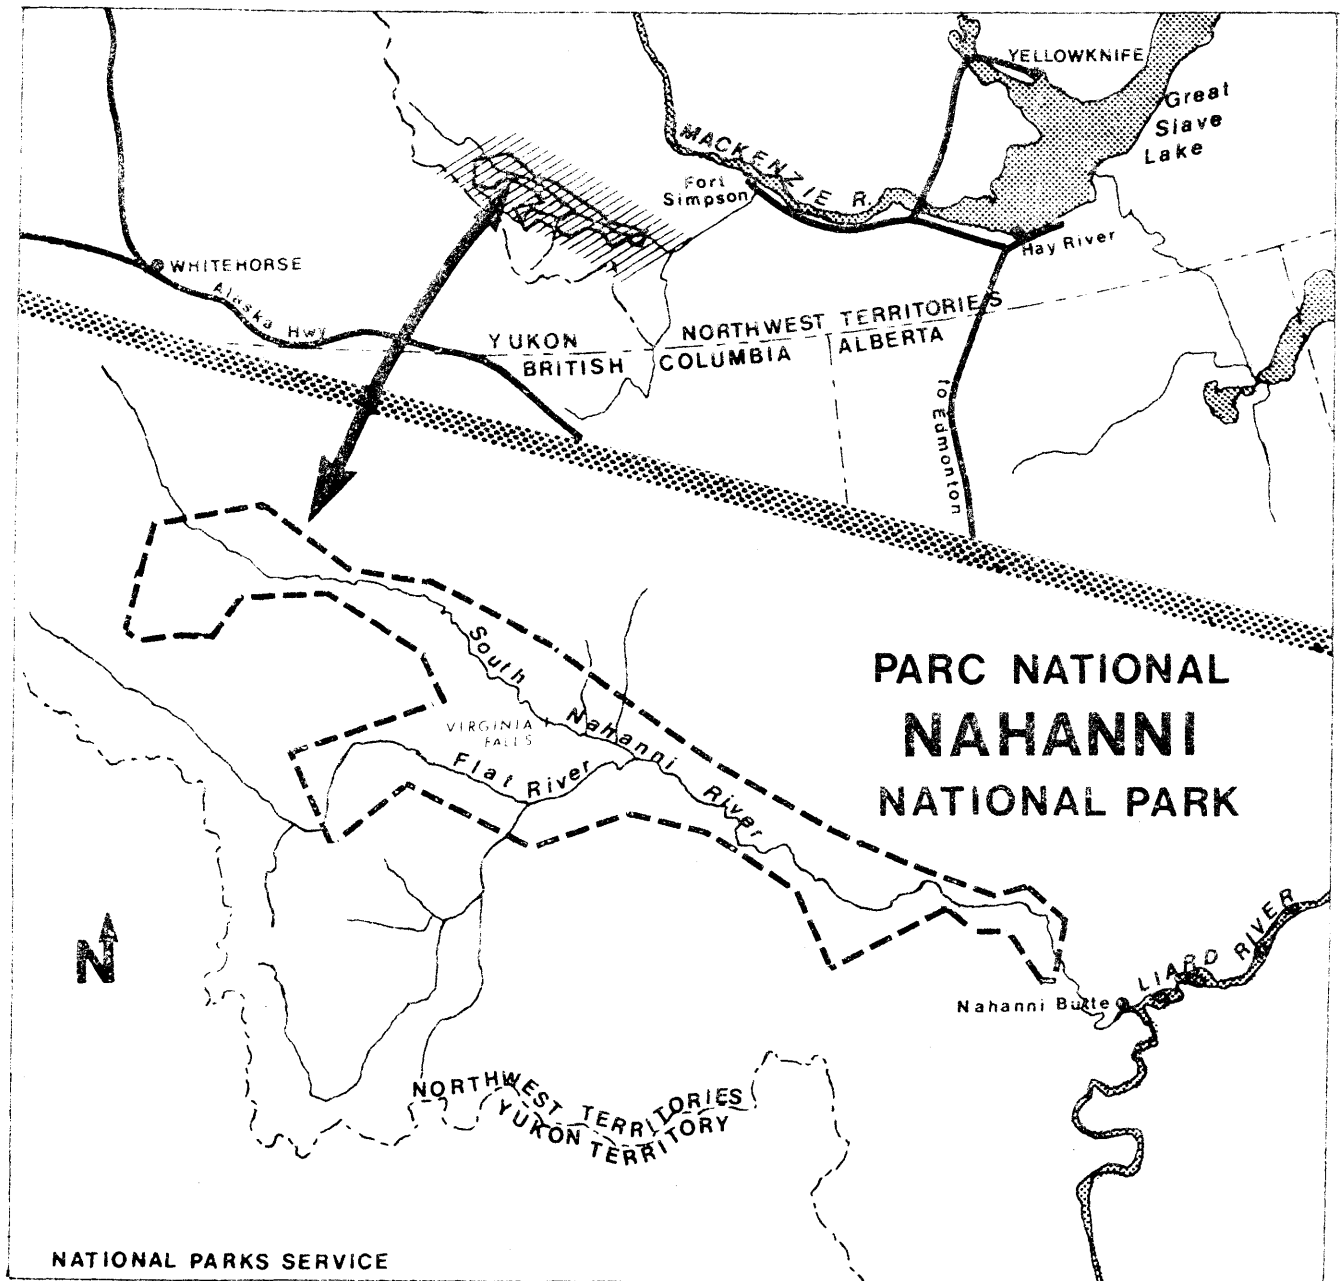 YELLOWKNIFE
Great
Slave
Lake
MACKENZIE R.
Fort
Simpson
Hay River
WHITEHORSE
Alaska Hwy
YUKON
NORTHWEST TERRITORIES
BRITISH COLUMBIA
ALBERTA
to Edmonton
PARC NATIONAL
NAHANNI
NATIONAL PARK
South Nahanni River
VIRGINIA
FALLS
Flat River
N
LIARD RIVER
Nahanni Butte
NORTHWEST TERRITORIES
YUKON TERRITORY
NATIONAL PARKS SERVICE